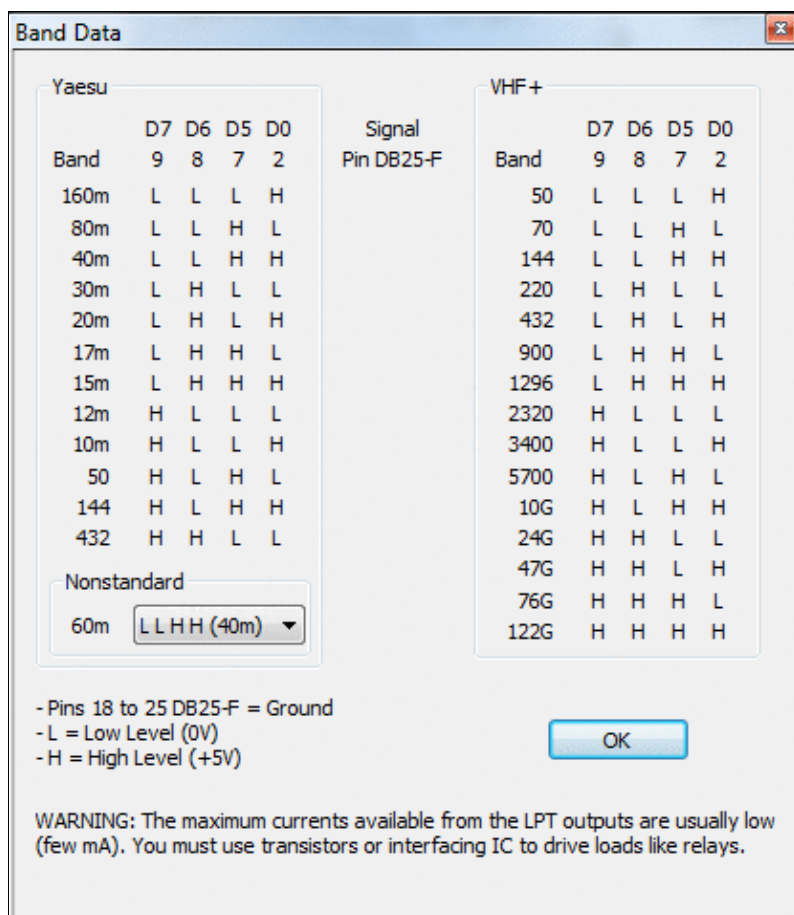 Band Data
Yaesu
D7 D6 D5 D0
Band 9 8 7 2
160m L L L H
80m L L H L
40m L L H H
30m L H L L
20m L H L H
17m L H H L
15m L H H H
12m H L L L
10m H L L H
50 H L H L
144 H L H H
432 H H L L
Nonstandard
60m L L H H (40m)
Signal
Pin DB25-F
VHF+
D7 D6 D5 D0
Band 9 8 7 2
50 L L L H
70 L L H L
144 L L H H
220 L H L L
432 L H L H
900 L H H L
1296 L H H H
2320 H L L L
3400 H L L H
5700 H L H L
10G H L H H
24G H H L L
47G H H L H
76G H H H L
122G H H H H
- Pins 18 to 25 DB25-F = Ground
- L = Low Level (0V)
- H = High Level (+5V)
OK
WARNING: The maximum currents available from the LPT outputs are usually low
(few mA). You must use transistors or interfacing IC to drive loads like relays.